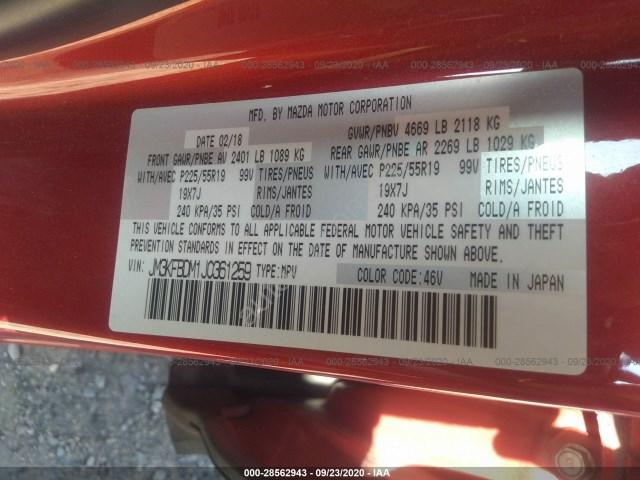 000-28562943 - 09/23/2020 - IAA
MFD. BY MAZDA MOTOR CORPORATION
DATE 02/18
GVWR/PNBV 4669 LB 2118 KG
FRONT GAWR/PNBE AV 2401 LB 1089 KG
REAR GAWR/PNBE AR 2269 LB 1029 KG
WITH/AVEC P225/55R19 99V TIRES/PNEUS
WITH/AVEC P225/55R19 99V TIRES/PNEUS
19X7J RIMS/JANTES
19X7J RIMS/JANTES
240 KPA/35 PSI COLD/A FROID
240 KPA/35 PSI COLD/A FROID
THIS VEHICLE CONFORMS TO ALL APPLICABLE FEDERAL MOTOR VEHICLE SAFETY AND THEFT
PREVENTION STANDARDS IN EFFECT ON THE DATE OF MANUFACTURE SHOWN ABOVE.
VIN: JM3KFBDM1J0361259 TYPE:MPV
COLOR CODE:46V MADE IN JAPAN
000-28562943 - 09/23/2020 - IAA